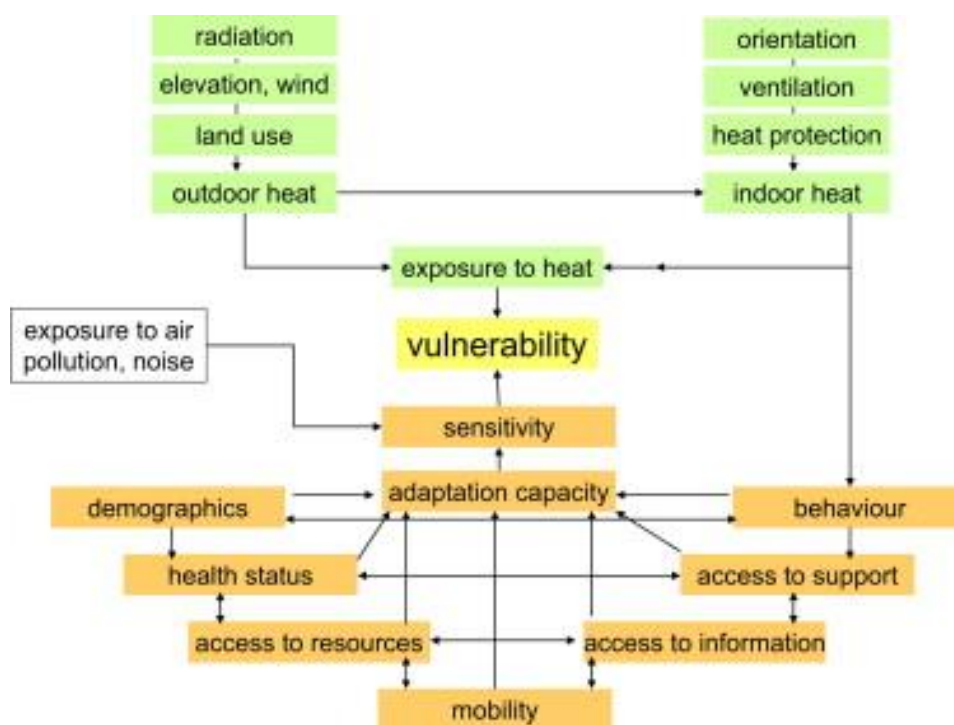 radiation
orientation
elevation, wind
ventilation
land use
heat protection
outdoor heat
indoor heat
exposure to heat
exposure to air
pollution, noise
vulnerability
sensitivity
adaptation capacity
demographics
behaviour
health status
access to support
access to resources
access to information
mobility